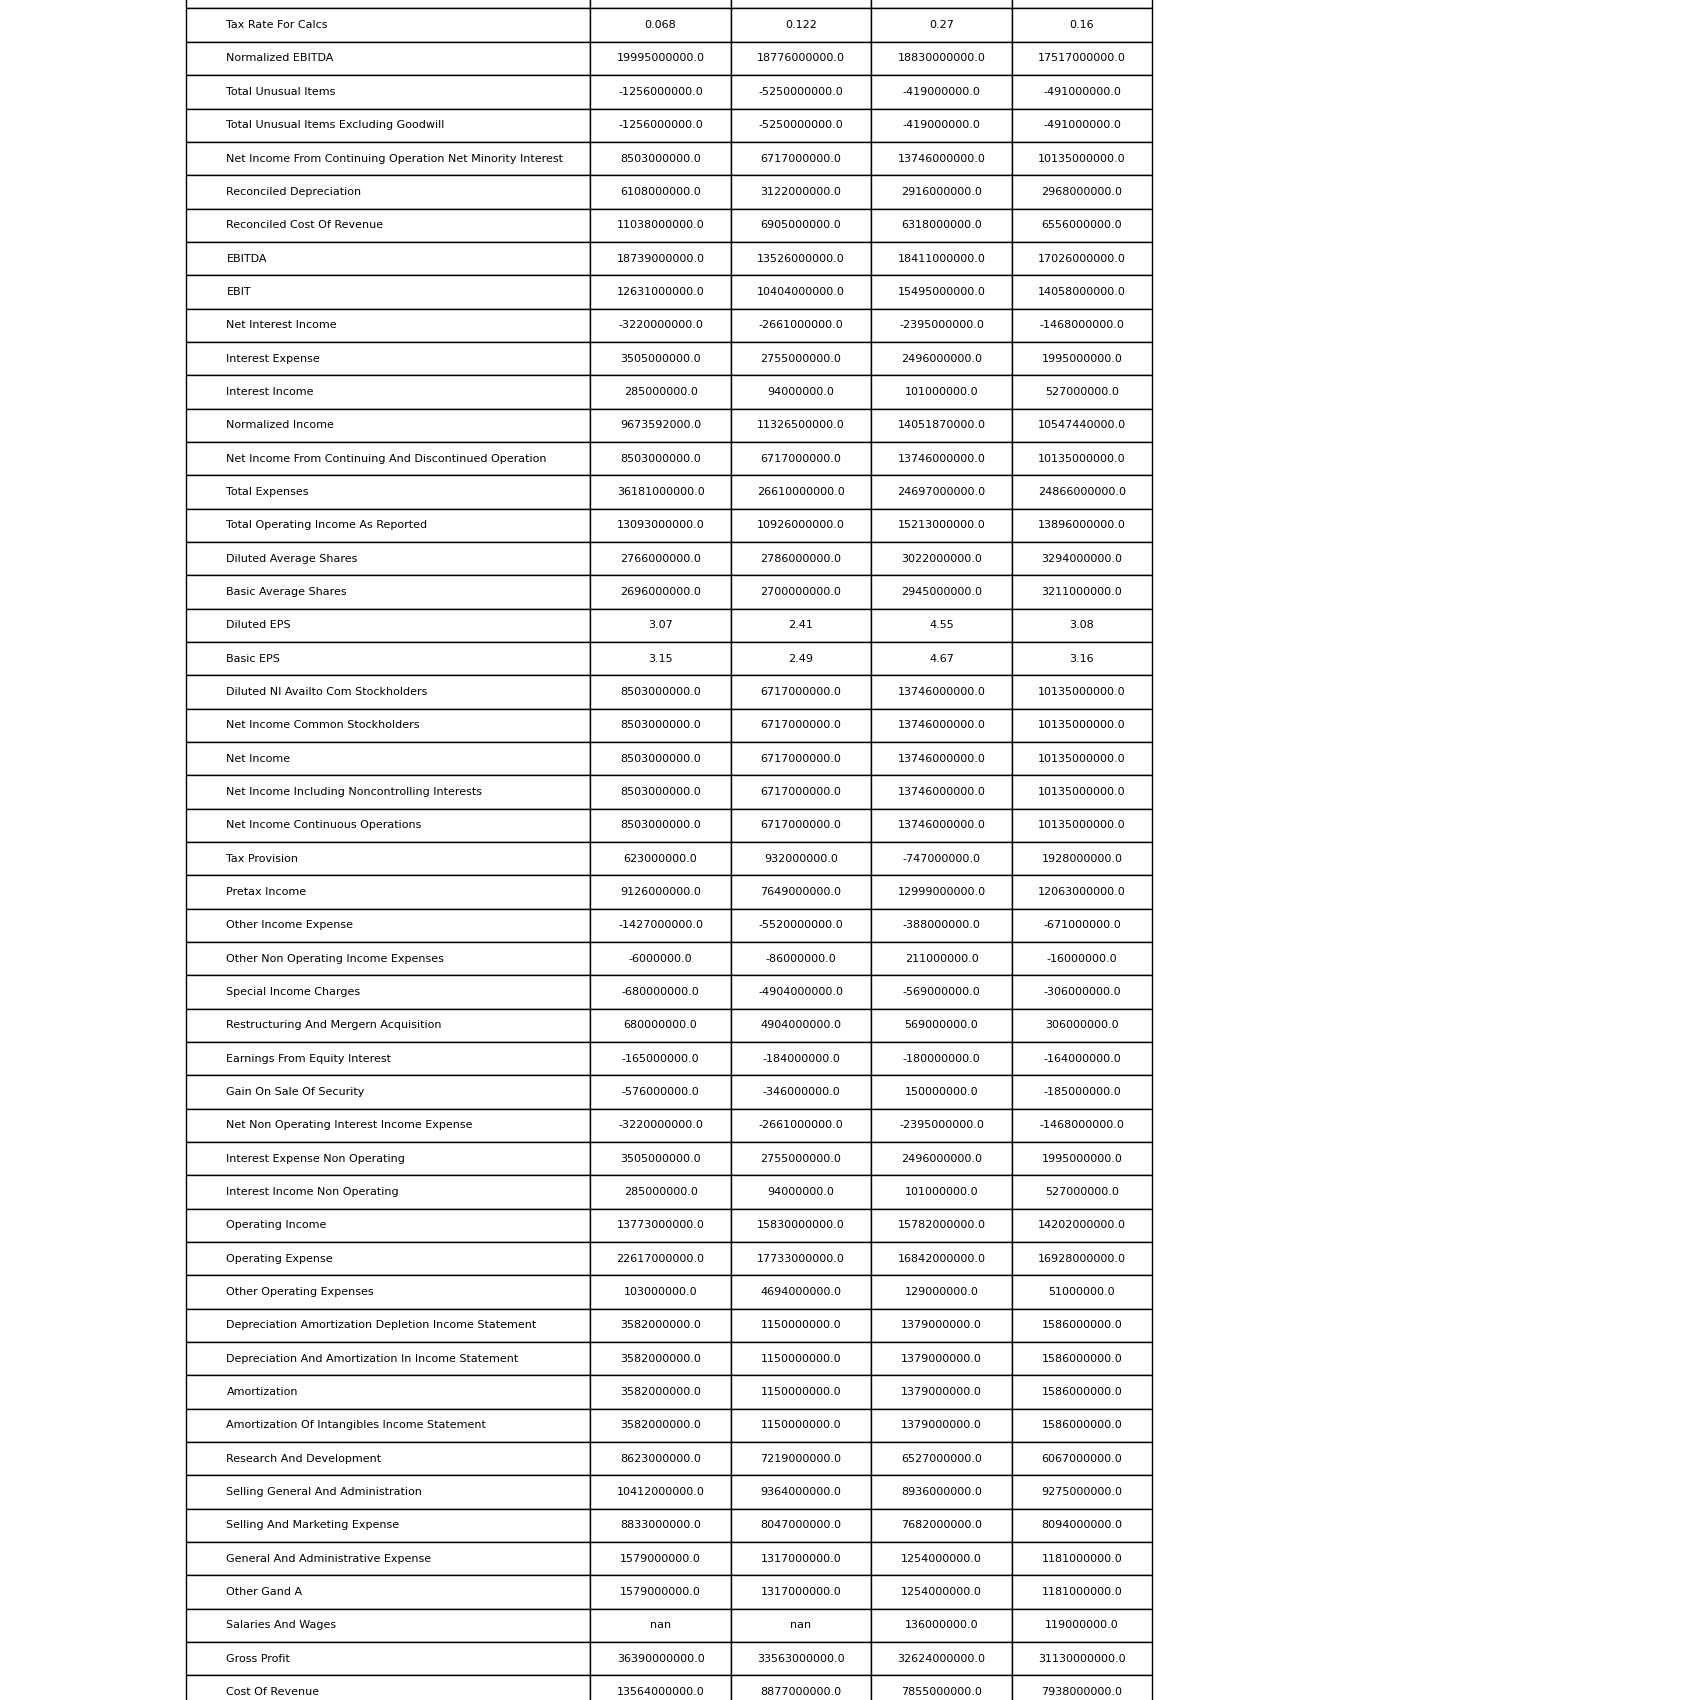 Tax Rate For Calcs 0.068 0.122 0.27 0.16
Normalized EBITDA 19995000000.0 18776000000.0 18830000000.0 17517000000.0
Total Unusual Items -1256000000.0 -5250000000.0 -419000000.0 -491000000.0
Total Unusual Items Excluding Goodwill -1256000000.0 -5250000000.0 -419000000.0 -491000000.0
Net Income From Continuing Operation Net Minority Interest 8503000000.0 6717000000.0 13746000000.0 10135000000.0
Reconciled Depreciation 6108000000.0 3122000000.0 2916000000.0 2968000000.0
Reconciled Cost Of Revenue 11038000000.0 6905000000.0 6318000000.0 6556000000.0
EBITDA 18739000000.0 13526000000.0 18411000000.0 17026000000.0
EBIT 12631000000.0 10404000000.0 15495000000.0 14058000000.0
Net Interest Income -3220000000.0 -2661000000.0 -2395000000.0 -1468000000.0
Interest Expense 3505000000.0 2755000000.0 2496000000.0 1995000000.0
Interest Income 285000000.0 94000000.0 101000000.0 527000000.0
Normalized Income 9673592000.0 11326500000.0 14051870000.0 10547440000.0
Net Income From Continuing And Discontinued Operation 8503000000.0 6717000000.0 13746000000.0 10135000000.0
Total Expenses 36181000000.0 26610000000.0 24697000000.0 24866000000.0
Total Operating Income As Reported 13093000000.0 10926000000.0 15213000000.0 13896000000.0
Diluted Average Shares 2766000000.0 2786000000.0 3022000000.0 3294000000.0
Basic Average Shares 2696000000.0 2700000000.0 2945000000.0 3211000000.0
Diluted EPS 3.07 2.41 4.55 3.08
Basic EPS 3.15 2.49 4.67 3.16
Diluted NI Availto Com Stockholders 8503000000.0 6717000000.0 13746000000.0 10135000000.0
Net Income Common Stockholders 8503000000.0 6717000000.0 13746000000.0 10135000000.0
Net Income 8503000000.0 6717000000.0 13746000000.0 10135000000.0
Net Income Including Noncontrolling Interests 8503000000.0 6717000000.0 13746000000.0 10135000000.0
Net Income Continuous Operations 8503000000.0 6717000000.0 13746000000.0 10135000000.0
Tax Provision 623000000.0 932000000.0 -747000000.0 1928000000.0
Pretax Income 9126000000.0 7649000000.0 12999000000.0 12063000000.0
Other Income Expense -1427000000.0 -5520000000.0 -388000000.0 -671000000.0
Other Non Operating Income Expenses -6000000.0 -86000000.0 211000000.0 -16000000.0
Special Income Charges -680000000.0 -4904000000.0 -569000000.0 -306000000.0
Restructuring And Mergern Acquisition 680000000.0 4904000000.0 569000000.0 306000000.0
Earnings From Equity Interest -165000000.0 -184000000.0 -180000000.0 -164000000.0
Gain On Sale Of Security -576000000.0 -346000000.0 150000000.0 -185000000.0
Net Non Operating Interest Income Expense -3220000000.0 -2661000000.0 -2395000000.0 -1468000000.0
Interest Expense Non Operating 3505000000.0 2755000000.0 2496000000.0 1995000000.0
Interest Income Non Operating 285000000.0 94000000.0 101000000.0 527000000.0
Operating Income 13773000000.0 15830000000.0 15782000000.0 14202000000.0
Operating Expense 22617000000.0 17733000000.0 16842000000.0 16928000000.0
Other Operating Expenses 103000000.0 4694000000.0 129000000.0 51000000.0
Depreciation Amortization Depletion Income Statement 3582000000.0 1150000000.0 1379000000.0 1586000000.0
Depreciation And Amortization In Income Statement 3582000000.0 1150000000.0 1379000000.0 1586000000.0
Amortization 3582000000.0 1150000000.0 1379000000.0 1586000000.0
Amortization Of Intangibles Income Statement 3582000000.0 1150000000.0 1379000000.0 1586000000.0
Research And Development 8623000000.0 7219000000.0 6527000000.0 6067000000.0
Selling General And Administration 10412000000.0 9364000000.0 8936000000.0 9275000000.0
Selling And Marketing Expense 8833000000.0 8047000000.0 7682000000.0 8094000000.0
General And Administrative Expense 1579000000.0 1317000000.0 1254000000.0 1181000000.0
Other Gand A 1579000000.0 1317000000.0 1254000000.0 1181000000.0
Salaries And Wages nan nan 136000000.0 119000000.0
Gross Profit 36390000000.0 33563000000.0 32624000000.0 31130000000.0
Cost Of Revenue 13564000000.0 8877000000.0 7855000000.0 7938000000.0